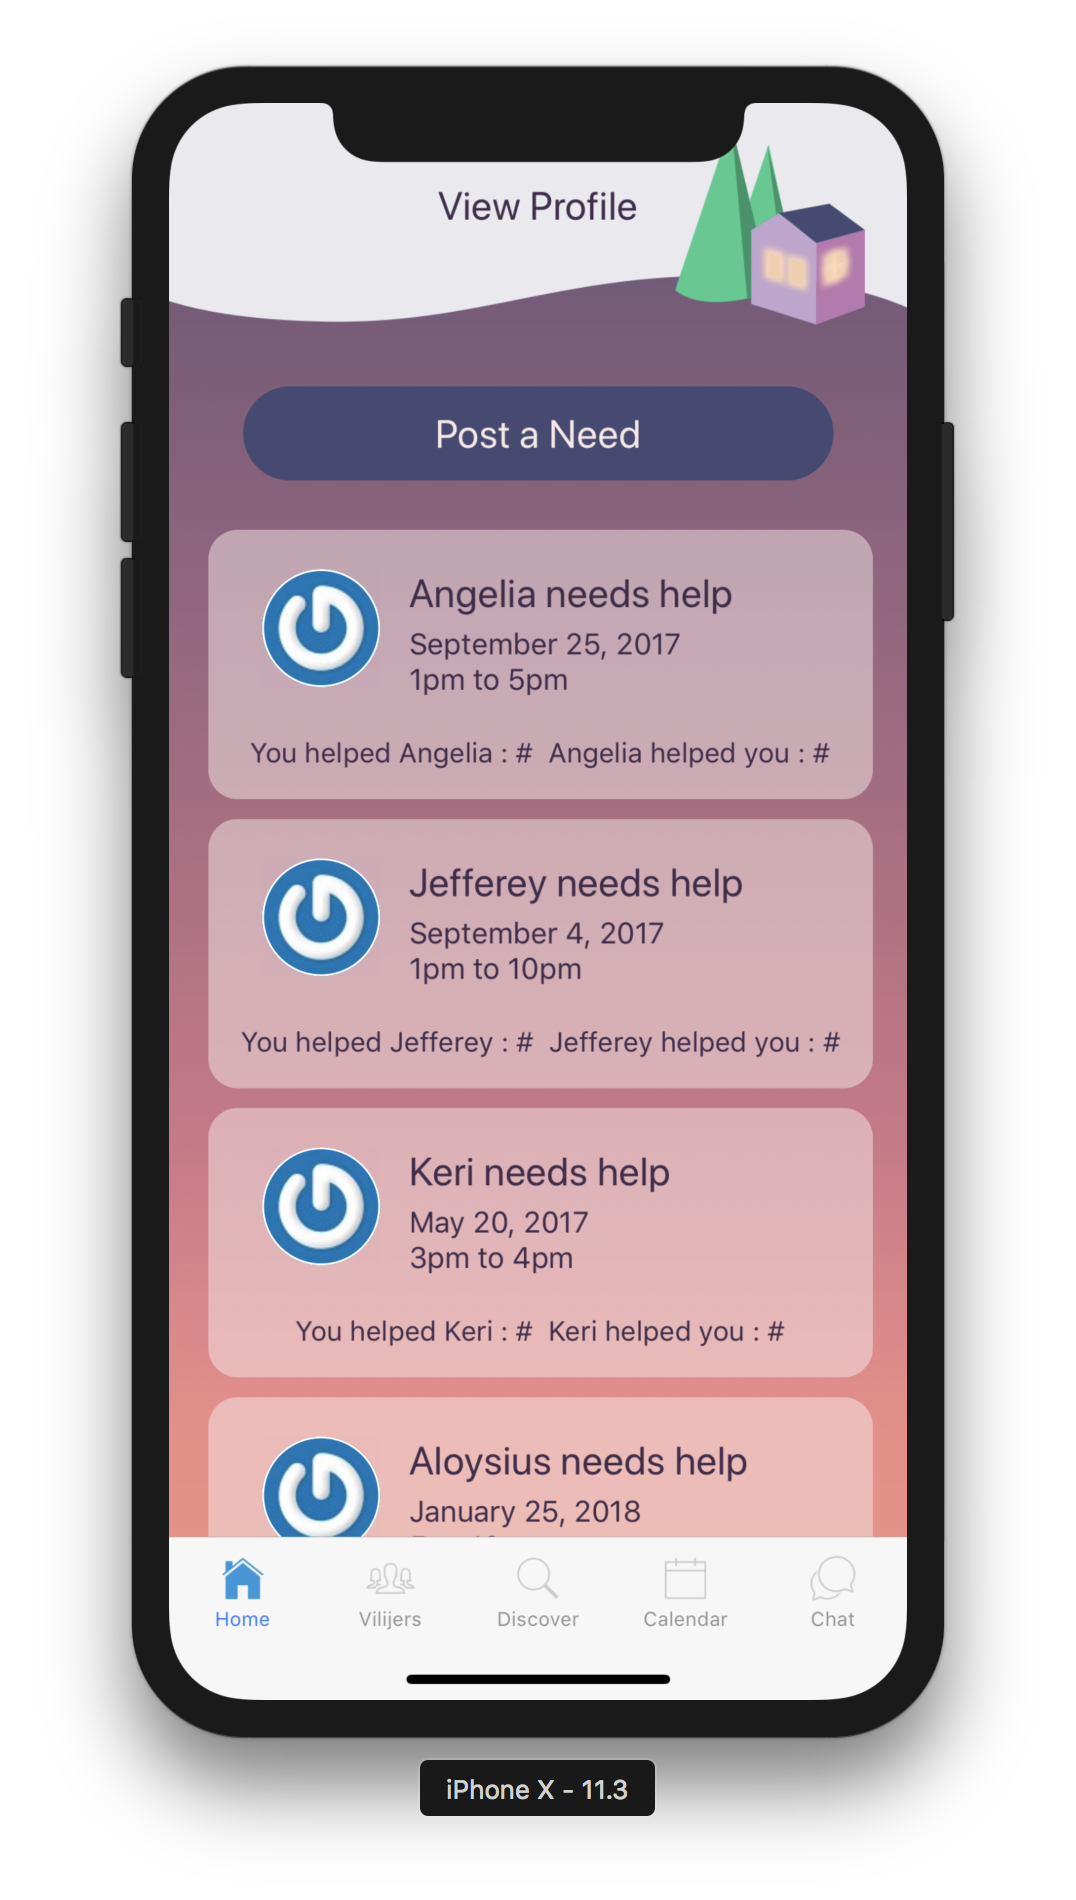 View Profile
Post a Need
Angelia needs help
September 25, 2017
1pm to 5pm
You helped Angelia : # Angelia helped you : #
Jefferey needs help
September 4, 2017
1pm to 10pm
You helped Jefferey : # Jefferey helped you : #
Keri needs help
May 20, 2017
3pm to 4pm
You helped Keri : # Keri helped you : #
Aloysius needs help
January 25, 2018
Home Vilijers Discover Calendar Chat
iPhone X - 11.3